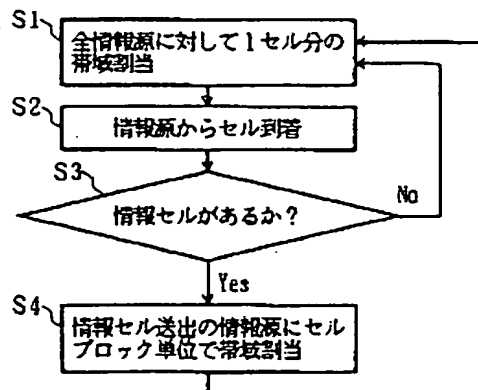 S1
全情報源に対して1セル分の
帯域割当
S2
情報源からセル到着
S3
情報セルがあるか？
No
Yes
S4
情報セル送出の情報源にセル
ブロック単位で帯域割当